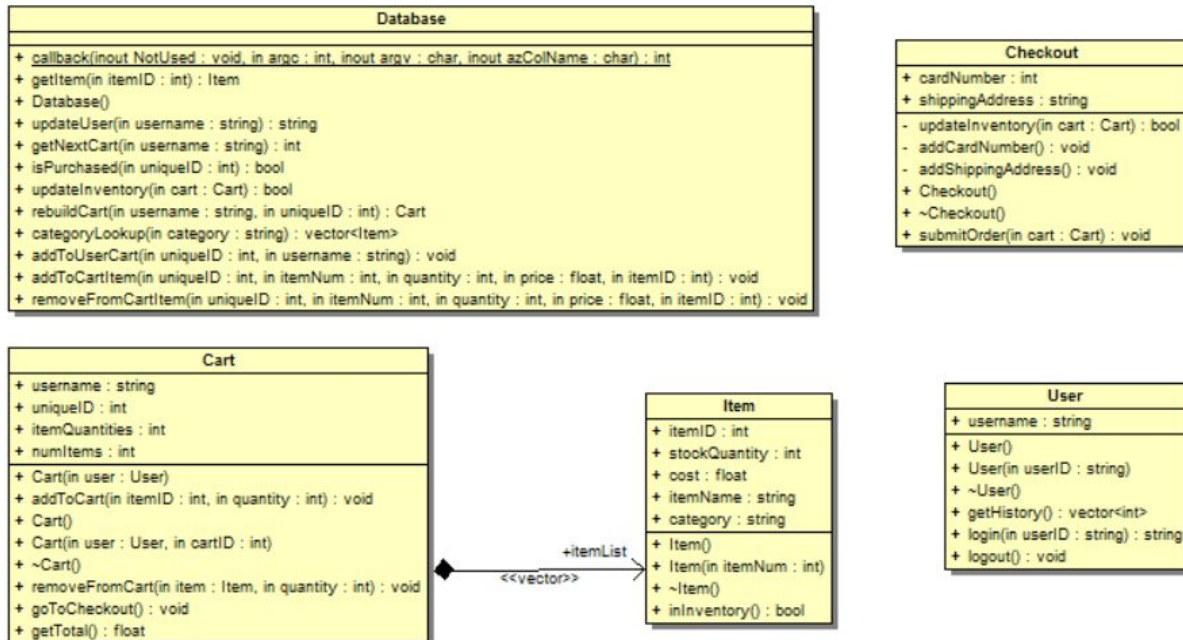 Database
+ callback(inout NotUsed : void, in argc : int, inout argv : char, inout azColName : char) : int
+ getItem(in itemID : int) : Item
+ Database()
+ updateUser(in username : string) : string
+ getNextCart(in username : string) : int
+ isPurchased(in uniqueID : int) : bool
+ updateInventory(in cart : Cart) : bool
+ rebuildCart(in username : string, in uniqueID : int) : Cart
+ categoryLookup(in category : string) : vector<Item>
+ addToUserCart(in uniqueID : int, in username : string) : void
+ addToCartItem(in uniqueID : int, in itemNum : int, in quantity : int, in price : float, in itemID : int) : void
+ removeFromCartItem(in uniqueID : int, in itemNum : int, in quantity : int, in price : float, in itemID : int) : void
Checkout
+ cardNumber : int
+ shippingAddress : string
- updateInventory(in cart : Cart) : bool
- addCardNumber() : void
- addShippingAddress() : void
+ Checkout()
+ ~Checkout()
+ submitOrder(in cart : Cart) : void
Cart
+ username : string
+ uniqueID : int
+ itemQuantities : int
+ numItems : int
+ Cart(in user : User)
+ addToCart(in itemID : int, in quantity : int) : void
+ Cart()
+ Cart(in user : User, in cartID : int)
+ ~Cart()
+ removeFromCart(in item : Item, in quantity : int) : void
+ goToCheckout() : void
+ getTotal() : float
+itemList
<<vector>>
Item
+ itemID : int
+ stockQuantity : int
+ cost : float
+ itemName : string
+ category : string
+ Item()
+ Item(in itemNum : int)
+ ~Item()
+ inInventory() : bool
User
+ username : string
+ User()
+ User(in userID : string)
+ ~User()
+ getHistory() : vector<int>
+ login(in userID : string) : string
+ logout() : void